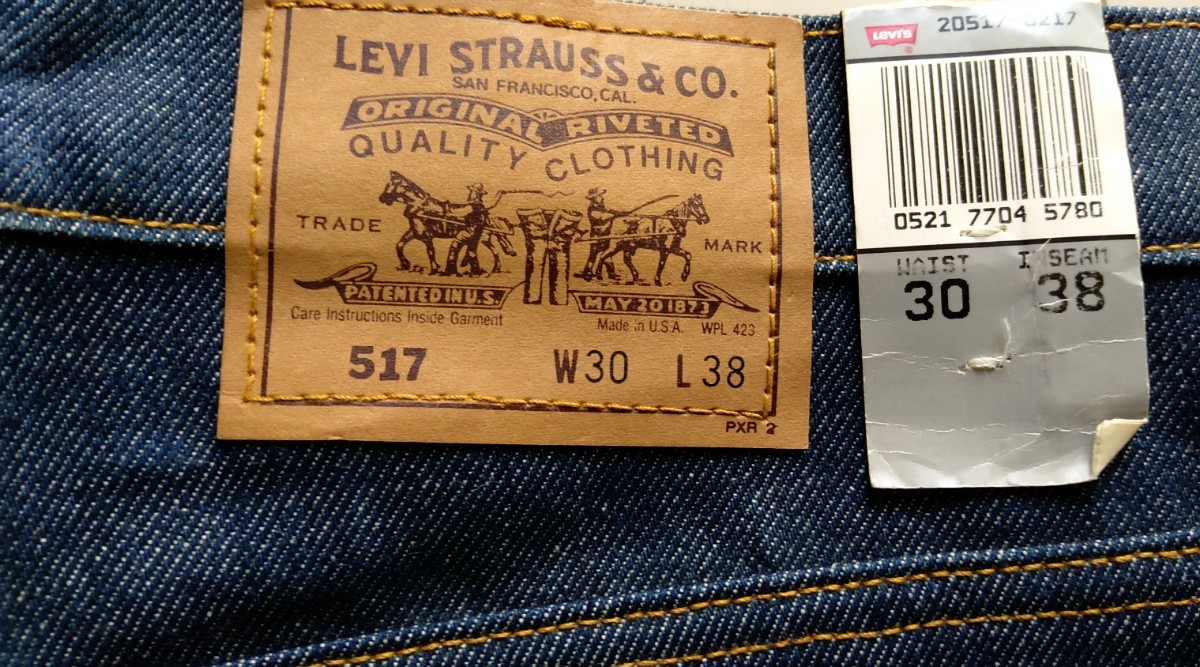 LEVI STRAUSS & CO.
SAN FRANCISCO, CAL.
ORIGINAL RIVETED
QUALITY CLOTHING
TRADE MARK
PATENTED IN U.S. MAY 20 1873
Care Instructions Inside Garment
Made in U.S.A. WPL 423
517 W30 L38
PXR 2
Levi's ®
20517-0217
0521 7704 5780
WAIST INSEAM
30 38